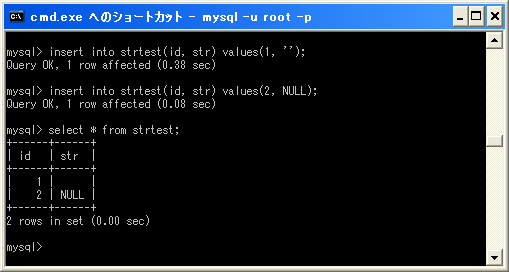 cmd.exe へのショートカット - mysql -u root -p
mysql> insert into strtest(id, str) values(1, '');
Query OK, 1 row affected (0.38 sec)
mysql> insert into strtest(id, str) values(2, NULL);
Query OK, 1 row affected (0.08 sec)
mysql> select * from strtest;
+------+------+
| id   | str  |
+------+------+
|    1 |      |
|    2 | NULL |
+------+------+
2 rows in set (0.00 sec)
mysql>